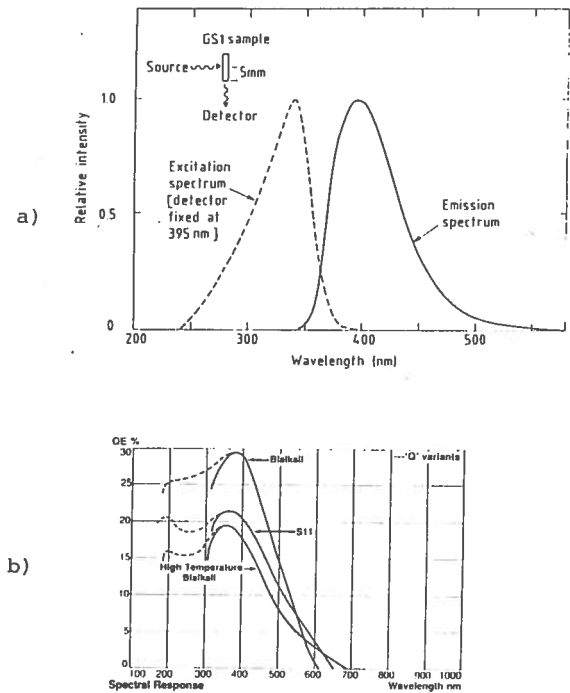 a)
GS1 sample
Source
5mm
Detector
Relative intensity
1.0
0.5
0
Excitation
spectrum
[detector
fixed at
395 nm]
Emission
spectrum
200
300
400
500
Wavelength (nm)
b)
QE %
30
25
20
15
10
5
0
Bialkali
---'Q' variants
S11
High Temperature
Bialkali
100 200 300 400 500 600 700 800 900 1000
Spectral Response
Wavelength nm